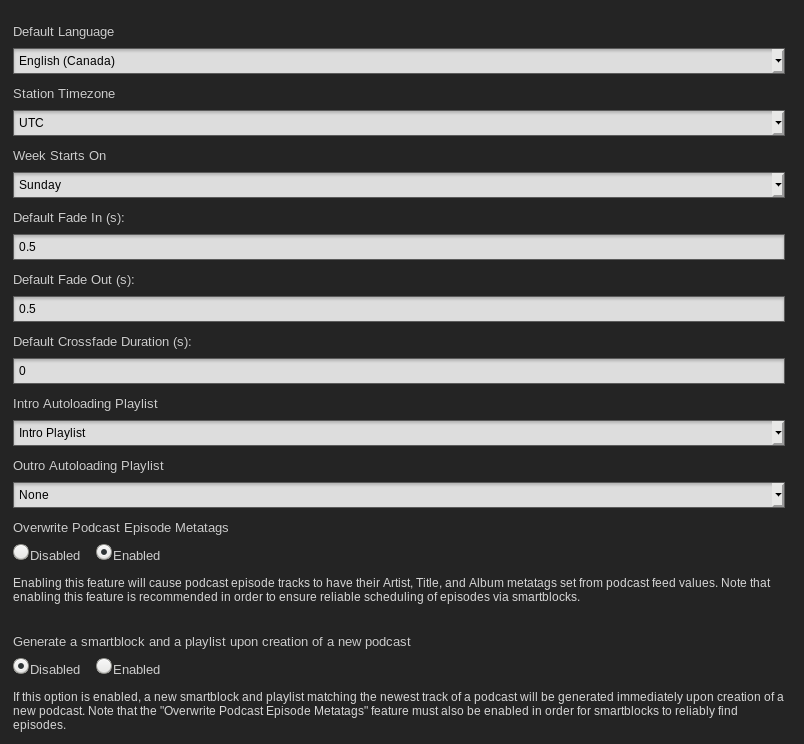 Default Language
English (Canada)
Station Timezone
UTC
Week Starts On
Sunday
Default Fade In (s):
0.5
Default Fade Out (s):
0.5
Default Crossfade Duration (s):
0
Intro Autoloading Playlist
Intro Playlist
Outro Autoloading Playlist
None
Overwrite Podcast Episode Metatags
Disabled Enabled
Enabling this feature will cause podcast episode tracks to have their Artist, Title, and Album metatags set from podcast feed values. Note that
enabling this feature is recommended in order to ensure reliable scheduling of episodes via smartblocks.
Generate a smartblock and a playlist upon creation of a new podcast
Disabled Enabled
If this option is enabled, a new smartblock and playlist matching the newest track of a podcast will be generated immediately upon creation of a
new podcast. Note that the "Overwrite Podcast Episode Metatags" feature must also be enabled in order for smartblocks to reliably find
episodes.